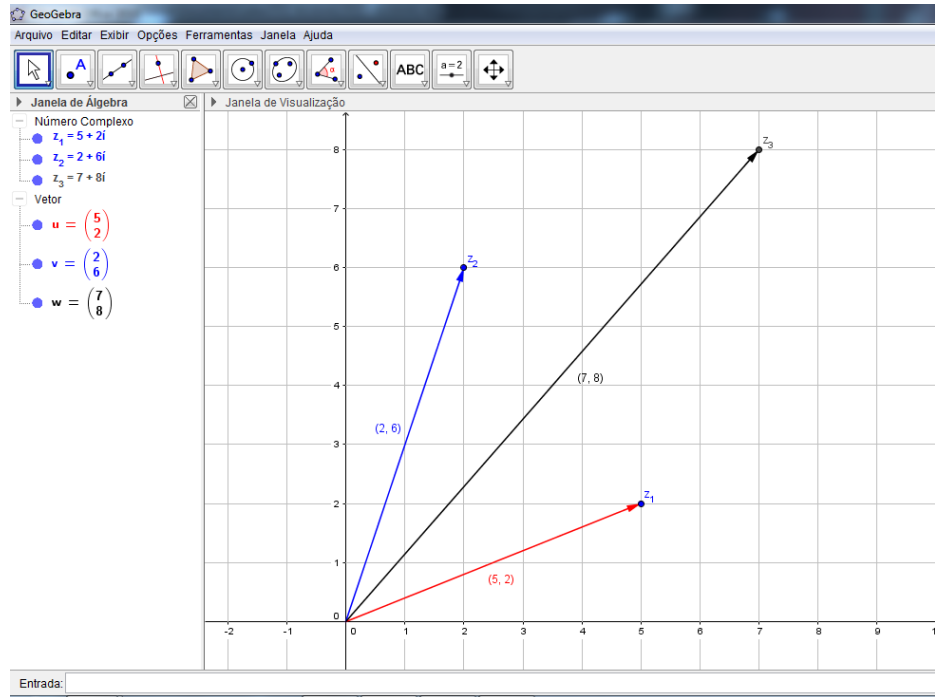 GeoGebra
Arquivo Editar Exibir Opções Ferramentas Janela Ajuda
A
α
ABC
a = 2
Janela de Álgebra
Janela de Visualização
Número Complexo
z₁ = 5 + 2í
z₂ = 2 + 6í
z₃ = 7 + 8í
Vetor
u = (5
2)
v = (2
6)
w = (7
8)
8
z₃
7
6
z₂
5
4
(7, 8)
(2, 6)
3
2
z₁
1
(5, 2)
0
-2 -1 0 1 2 3 4 5 6 7 8 9
Entrada: